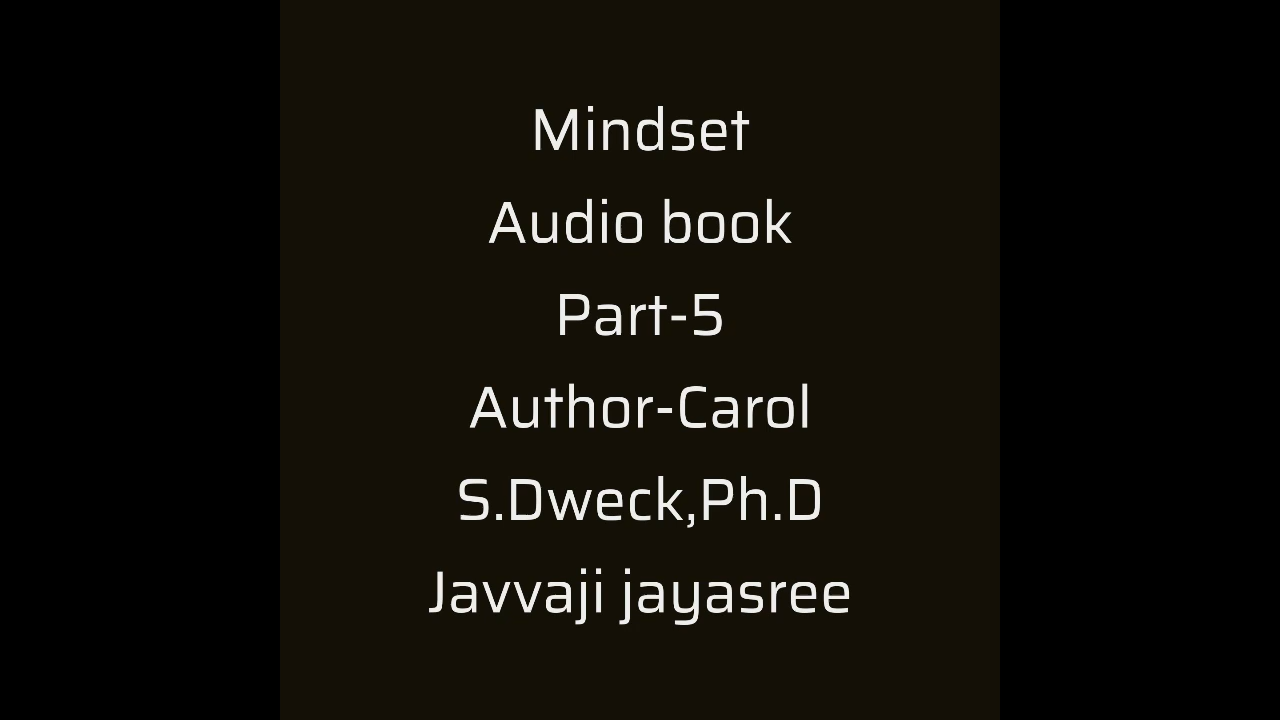 Mindset
Audio book
Part-5
Author-Carol
S.Dweck,Ph.D
Javvaji jayasree